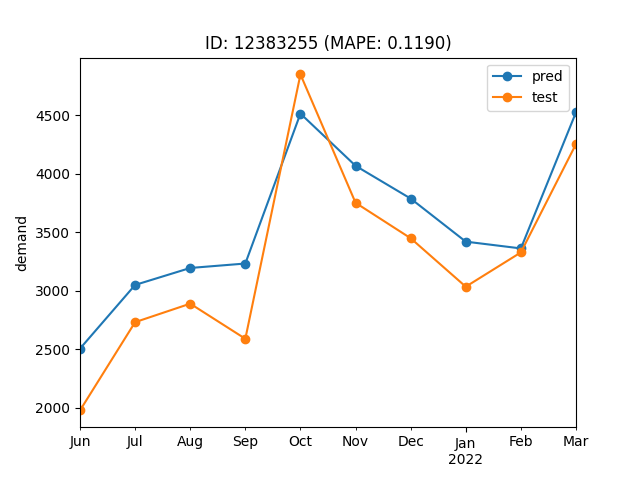 ID: 12383255 (MAPE: 0.1190)
pred
test
demand
4500
4000
3500
3000
2500
2000
Jun Jul Aug Sep Oct Nov Dec Jan Feb Mar
2022